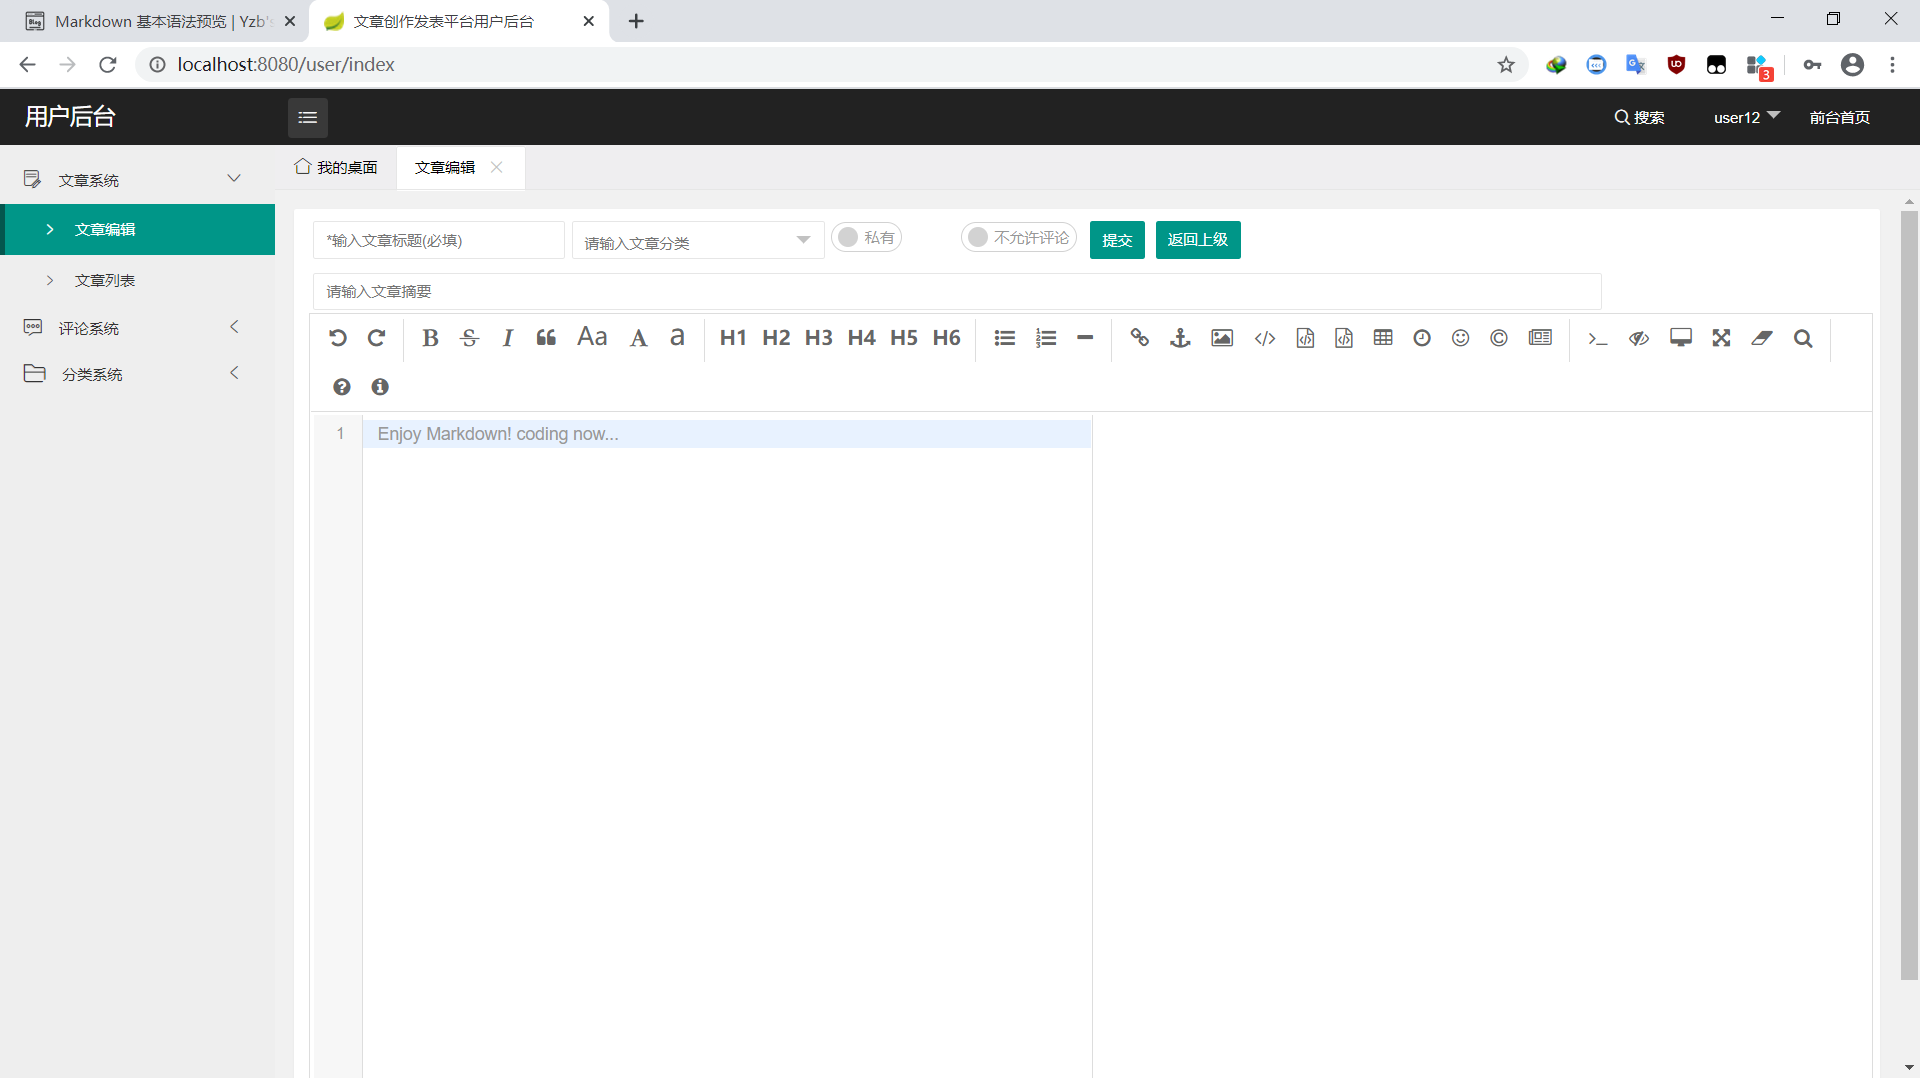 Markdown 基本语法预览 | Yzb's
文章创作发表平台用户后台
localhost:8080/user/index
3
用户后台
搜索
user12
前台首页
文章系统
文章编辑
文章列表
评论系统
分类系统
我的桌面
文章编辑
*输入文章标题(必填)
请输入文章分类
私有
不允许评论
提交
返回上级
请输入文章摘要
B S I Aa A a H1 H2 H3 H4 H5 H6
1
Enjoy Markdown! coding now...